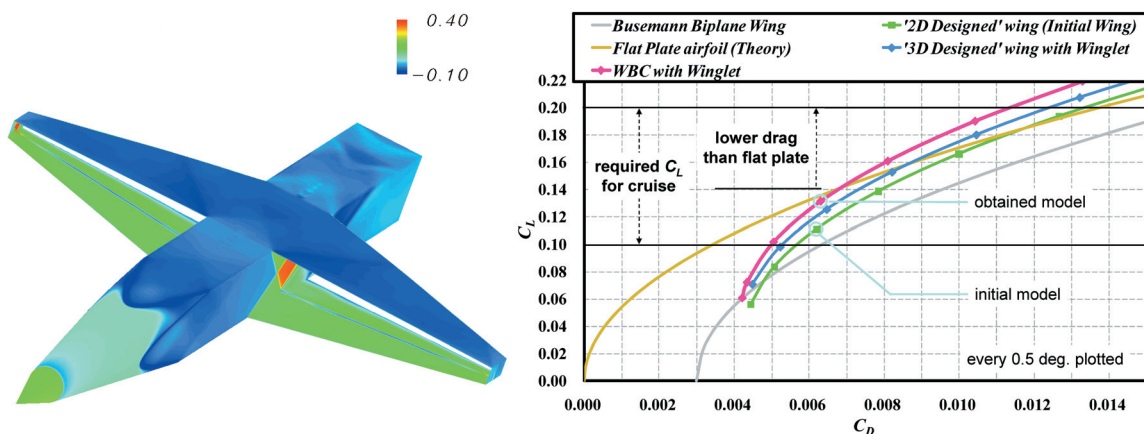 0.40
-0.10
Busemann Biplane Wing
'2D Designed' wing (Initial Wing)
Flat Plate airfoil (Theory)
'3D Designed' wing with Winglet
WBC with Winglet
0.22
0.20
0.18
0.16
0.14
0.12
0.10
0.08
0.06
0.04
0.02
0.00
C_L
required C_L
for cruise
lower drag
than flat plate
obtained model
initial model
every 0.5 deg. plotted
0.000
0.002
0.004
0.006
0.008
0.010
0.012
0.014
C_D